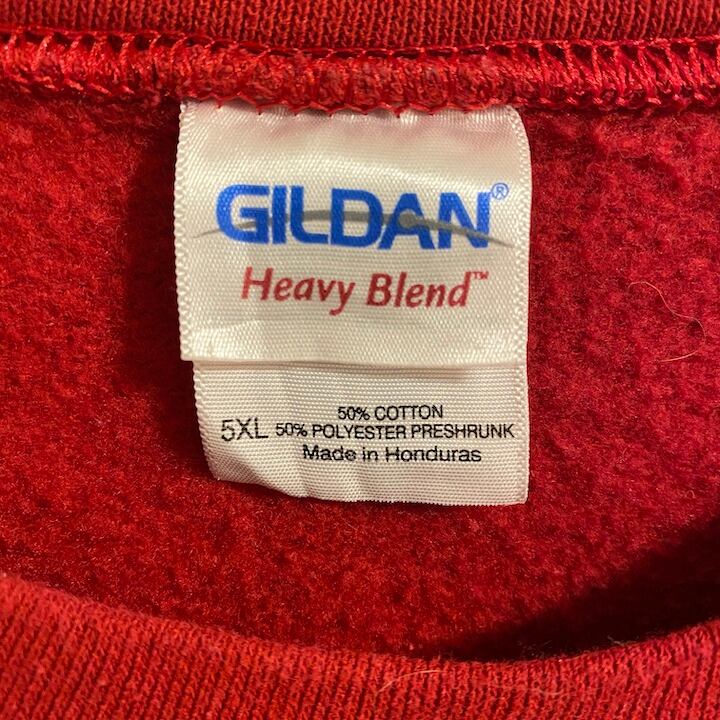 GILDAN®
Heavy Blend™
5XL
50% COTTON
50% POLYESTER PRESHRUNK
Made in Honduras